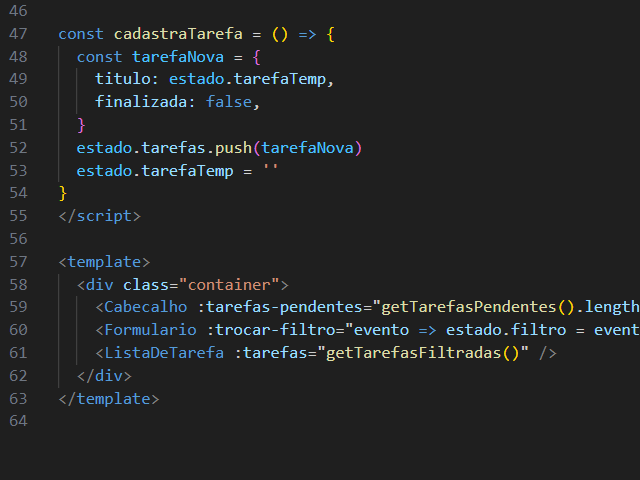 46
47 const cadastraTarefa = () => {
48 const tarefaNova = {
49 titulo: estado.tarefaTemp,
50 finalizada: false,
51 }
52 estado.tarefas.push(tarefaNova)
53 estado.tarefaTemp = ''
54 }
55 </script>
56
57 <template>
58 <div class="container">
59 <Cabecalho :tarefas-pendentes="getTarefasPendentes().length
60 <Formulario :trocar-filtro="evento => estado.filtro = event
61 <ListaDeTarefa :tarefas="getTarefasFiltradas()" />
62 </div>
63 </template>
64